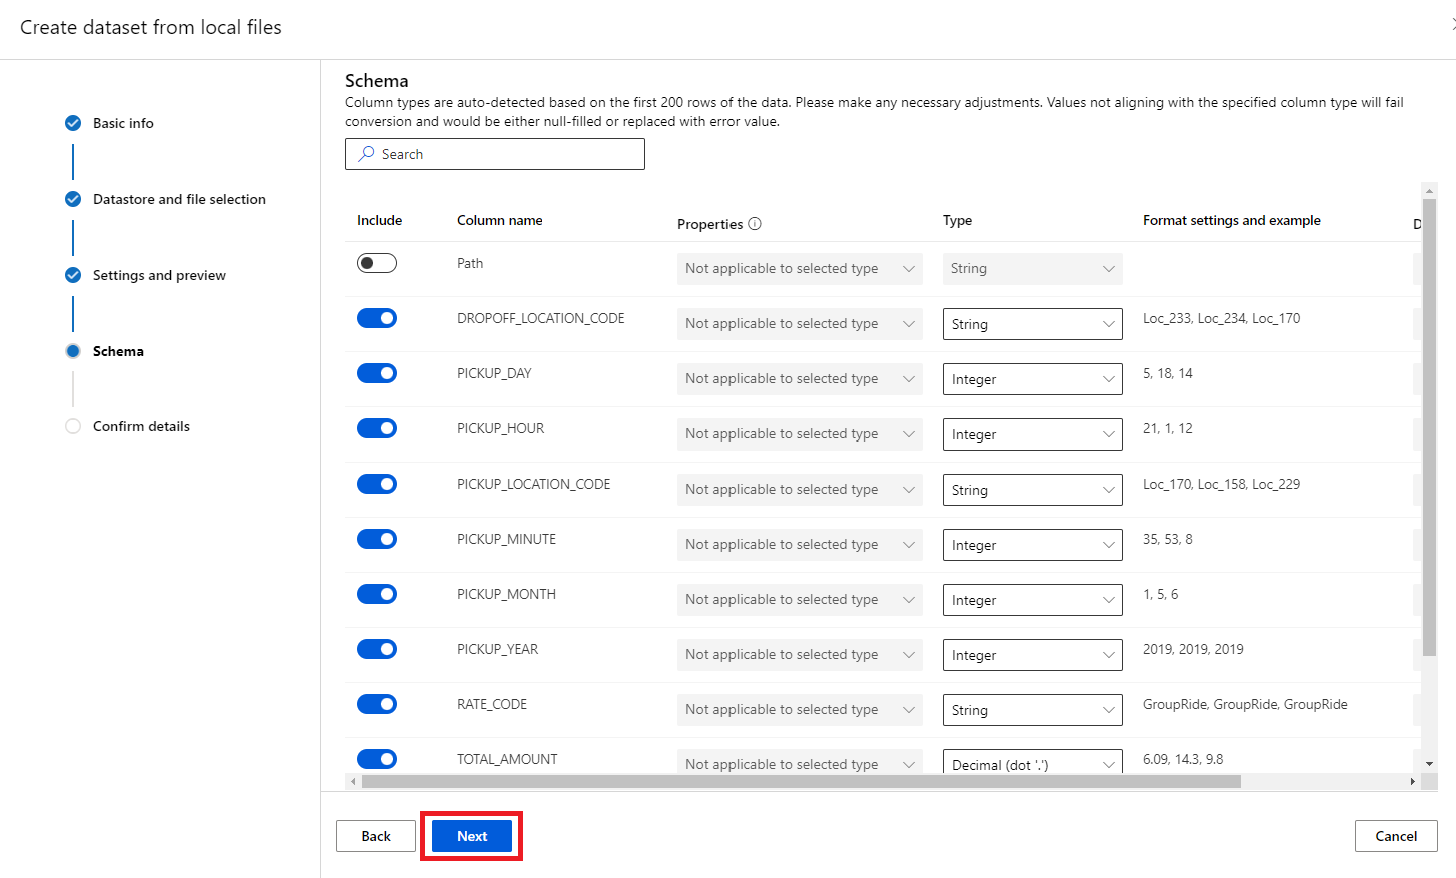 Create dataset from local files
Basic info
Datastore and file selection
Settings and preview
Schema
Confirm details
Schema
Column types are auto-detected based on the first 200 rows of the data. Please make any necessary adjustments. Values not aligning with the specified column type will fail
conversion and would be either null-filled or replaced with error value.
Search
Include Column name Properties Type Format settings and example D
Path Not applicable to selected type String
DROPOFF_LOCATION_CODE Not applicable to selected type String Loc_233, Loc_234, Loc_170
PICKUP_DAY Not applicable to selected type Integer 5, 18, 14
PICKUP_HOUR Not applicable to selected type Integer 21, 1, 12
PICKUP_LOCATION_CODE Not applicable to selected type String Loc_170, Loc_158, Loc_229
PICKUP_MINUTE Not applicable to selected type Integer 35, 53, 8
PICKUP_MONTH Not applicable to selected type Integer 1, 5, 6
PICKUP_YEAR Not applicable to selected type Integer 2019, 2019, 2019
RATE_CODE Not applicable to selected type String GroupRide, GroupRide, GroupRide
TOTAL_AMOUNT Not applicable to selected type Decimal (dot '.') 6.09, 14.3, 9.8
Back Next Cancel